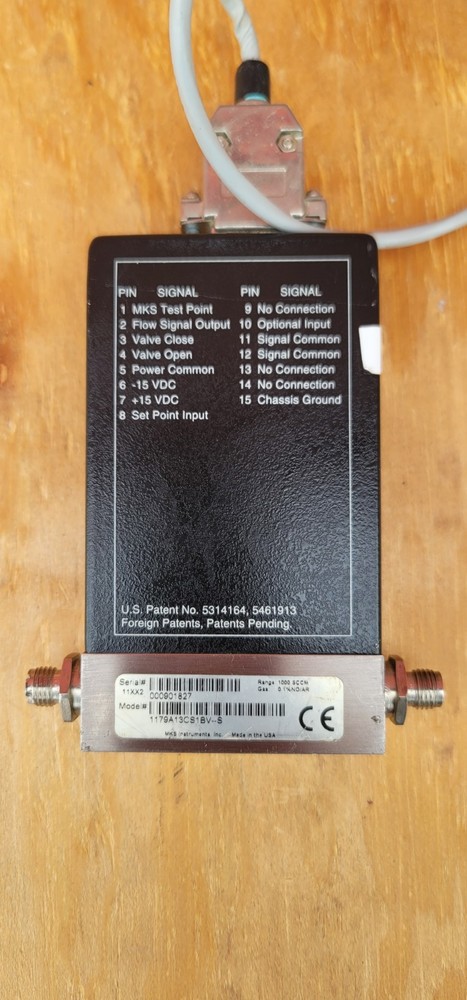 PIN SIGNAL PIN SIGNAL
1 MKS Test Point 9 No Connection
2 Flow Signal Output 10 Optional Input
3 Valve Close 11 Signal Common
4 Valve Open 12 Signal Common
5 Power Common 13 No Connection
6 -15 VDC 14 No Connection
7 +15 VDC 15 Chassis Ground
8 Set Point Input
U.S. Patent No. 5314164, 5461913
Foreign Patents, Patents Pending.
Serial# Range 1000 SCCM
11XX2 000901827 Gas
Model#
1179A13CS1BV--S CE
MKS Instruments, Inc. Made in the USA